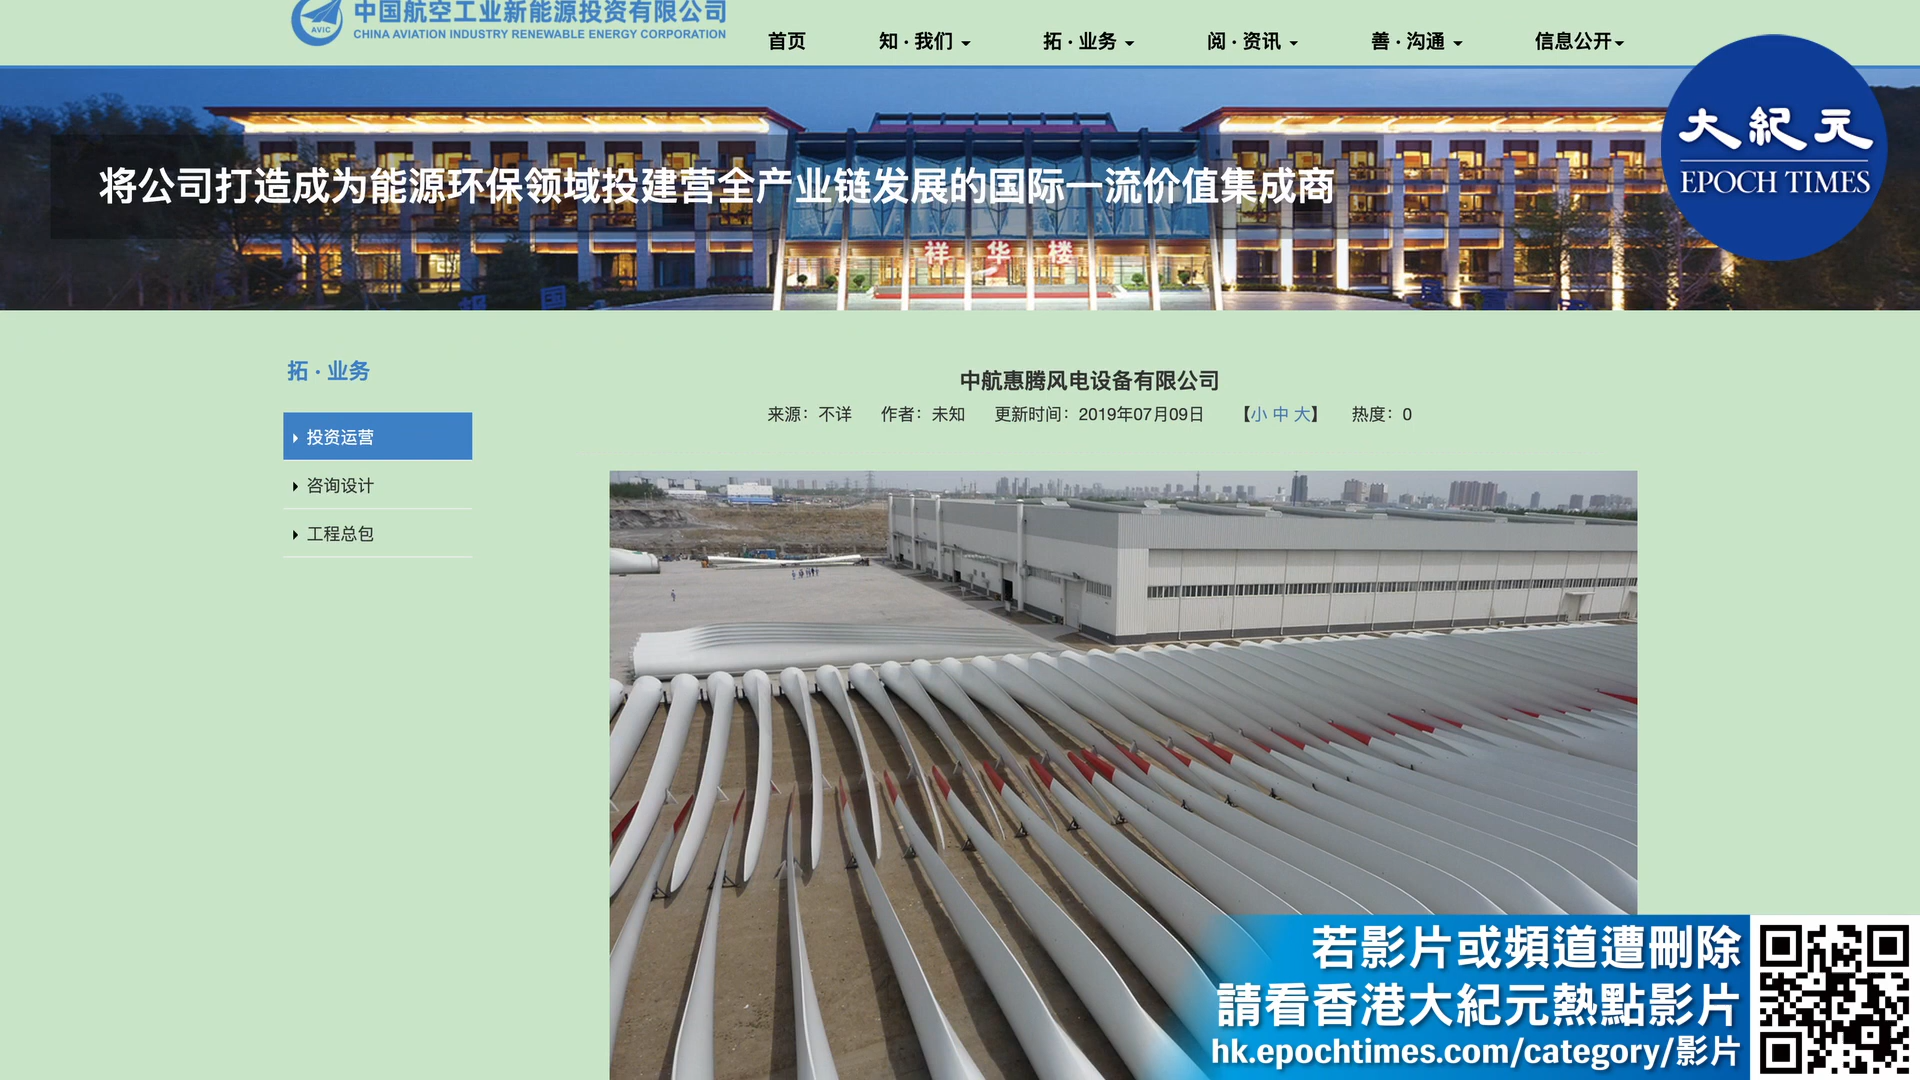 中国航空工业新能源投资有限公司
CHINA AVIATION INDUSTRY RENEWABLE ENERGY CORPORATION
AVIC
首页 知·我们 拓·业务 阅·资讯 善·沟通 信息公开
大紀元
EPOCH TIMES
将公司打造成为能源环保领域投建营全产业链发展的国际一流价值集成商
祥华楼
拓·业务
投资运营
咨询设计
工程总包
中航惠腾风电设备有限公司
来源：不详 作者：未知 更新时间：2019年07月09日 【小 中 大】 热度：0
若影片或頻道遭刪除
請看香港大紀元熱點影片
hk.epochtimes.com/category/影片